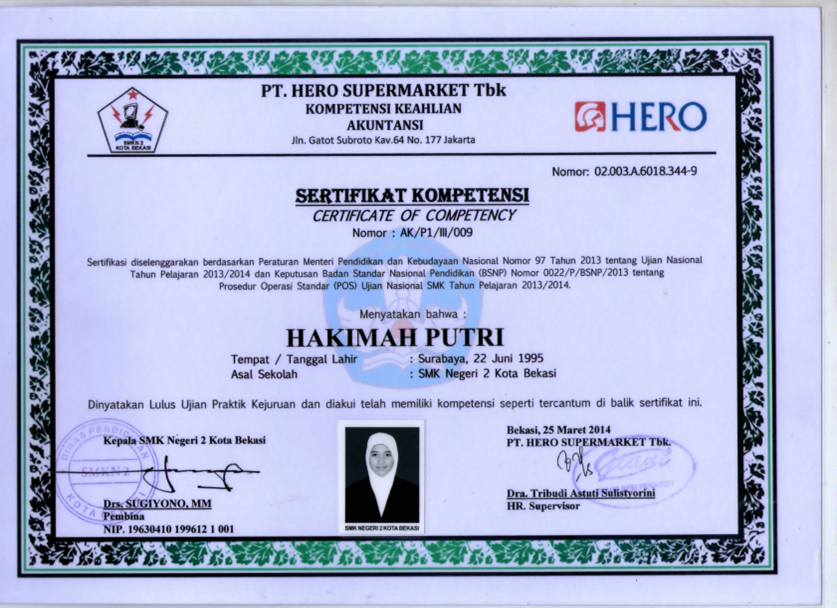 PT. HERO SUPERMARKET Tbk
KOMPETENSI KEAHLIAN
AKUNTANSI
Jln. Gatot Subroto Kav.64 No. 177 Jakarta
SMKN 2
KOTA BEKASI
HERO
Nomor: 02.003.A.6018.344-9
SERTIFIKAT KOMPETENSI
CERTIFICATE OF COMPETENCY
Nomor : AK/P1/III/009
Sertifikasi diselenggarakan berdasarkan Peraturan Menteri Pendidikan dan Kebudayaan Nasional Nomor 97 Tahun 2013 tentang Ujian Nasional
Tahun Pelajaran 2013/2014 dan Keputusan Badan Standar Nasional Pendidikan (BSNP) Nomor 0022/P/BSNP/2013 tentang
Prosedur Operasi Standar (POS) Ujian Nasional SMK Tahun Pelajaran 2013/2014.
Menyatakan bahwa :
HAKIMAH PUTRI
Tempat / Tanggal Lahir : Surabaya, 22 Juni 1995
Asal Sekolah : SMK Negeri 2 Kota Bekasi
Dinyatakan Lulus Ujian Praktik Kejuruan dan diakui telah memiliki kompetensi seperti tercantum di balik sertifikat ini.
Kepala SMK Negeri 2 Kota Bekasi
DINAS PENDIDIKAN
SMKN 2
KOTA
Drs. SUGIYONO, MM
Pembina
NIP. 19630410 199612 1 001
SMK NEGERI 2 KOTA BEKASI
Bekasi, 25 Maret 2014
PT. HERO SUPERMARKET Tbk.
Dra. Tribudi Astuti Sulistyorini
HR. Supervisor